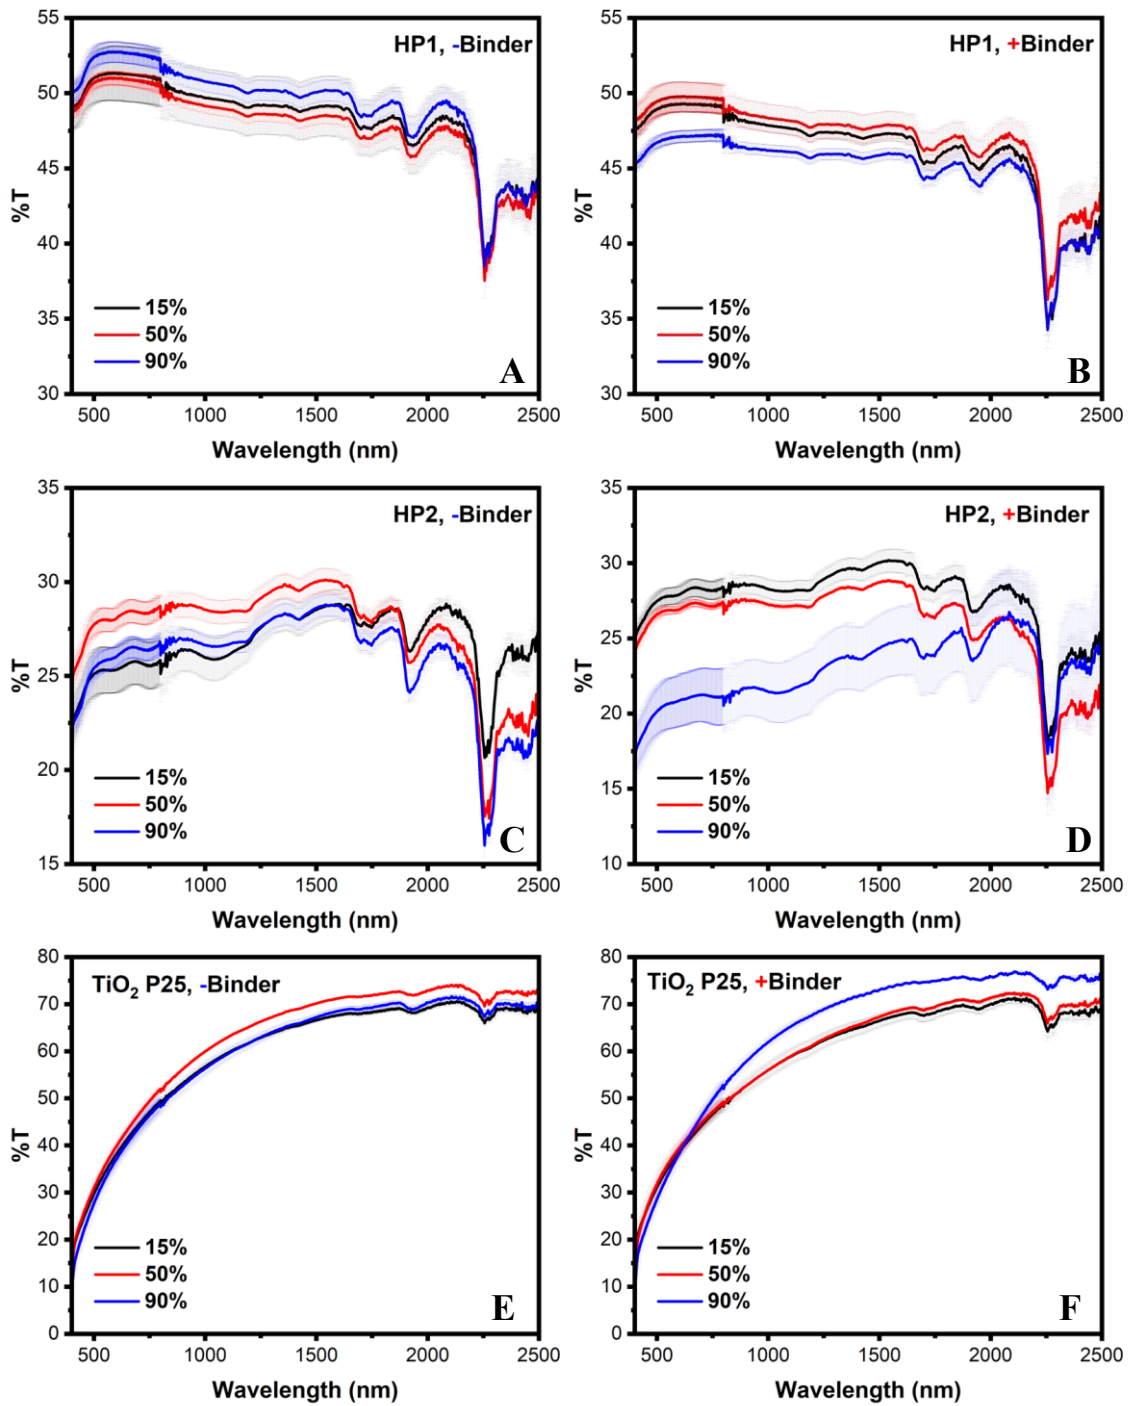 55
50
45
40
35
30
%T
HP1, -Binder
15%
50%
90%
A
500 1000 1500 2000 2500
Wavelength (nm)
55
50
45
40
35
30
%T
HP1, +Binder
15%
50%
90%
B
500 1000 1500 2000 2500
Wavelength (nm)
35
30
25
20
15
%T
HP2, -Binder
15%
50%
90%
C
500 1000 1500 2000 2500
Wavelength (nm)
35
30
25
20
15
10
%T
HP2, +Binder
15%
50%
90%
D
500 1000 1500 2000 2500
Wavelength (nm)
80
70
60
50
40
30
20
10
0
%T
TiO₂ P25, -Binder
15%
50%
90%
E
500 1000 1500 2000 2500
Wavelength (nm)
80
70
60
50
40
30
20
10
0
%T
TiO₂ P25, +Binder
15%
50%
90%
F
500 1000 1500 2000 2500
Wavelength (nm)